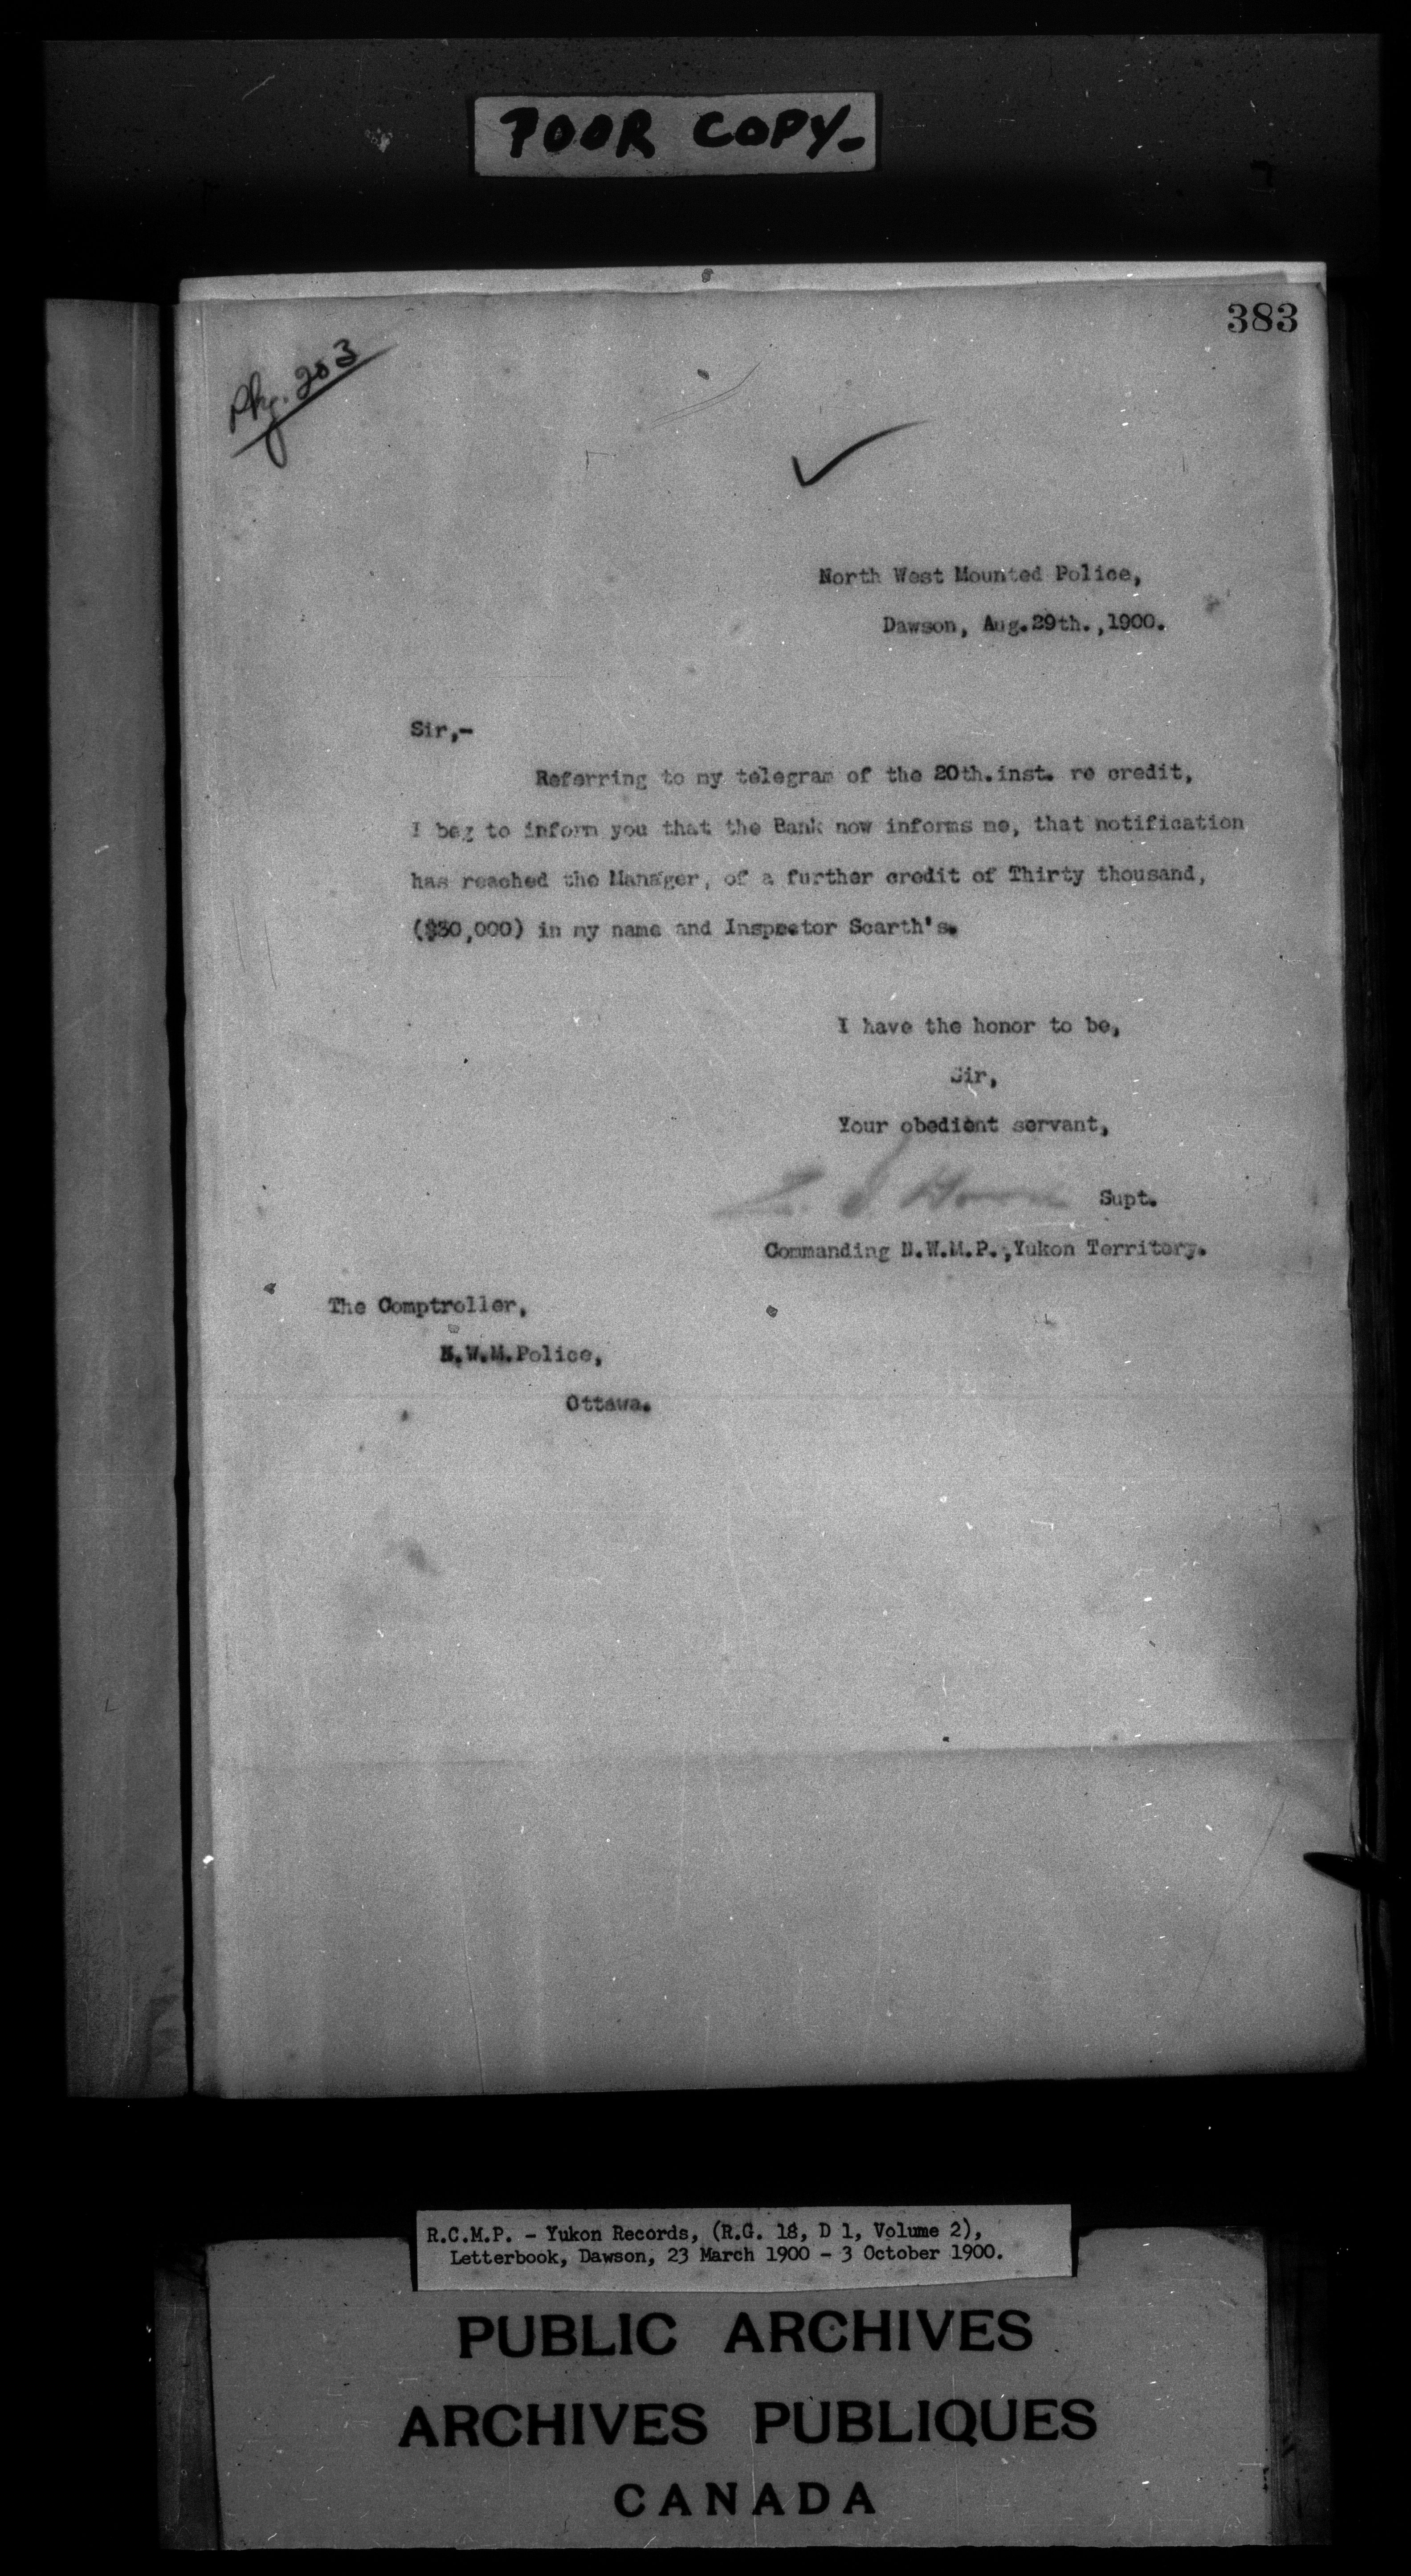 POOR COPY-
383
Pkg. 203
North West Mounted Police,
Dawson, Aug.29th.,1900.
Sir,-
Referring to my telegram of the 20th.inst. re credit,
I beg to inform you that the Bank now informs me, that notification
has reached the Manager, of a further credit of Thirty thousand,
($30,000) in my name and Inspector Scarth's.
I have the honor to be,
Sir,
Your obedient servant,
Supt.
Commanding N.W.M.P.,Yukon Territory.
The Comptroller,
N.W.M.Police,
Ottawa.
R.C.M.P. - Yukon Records, (R.G. 18, D 1, Volume 2),
Letterbook, Dawson, 23 March 1900 - 3 October 1900.
PUBLIC ARCHIVES
ARCHIVES PUBLIQUES
CANADA